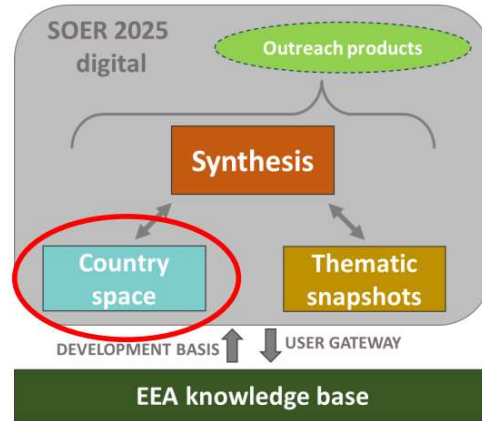 SOER 2025
digital
Outreach products
Synthesis
Country
space
Thematic
snapshots
DEVELOPMENT BASIS
USER GATEWAY
EEA knowledge base